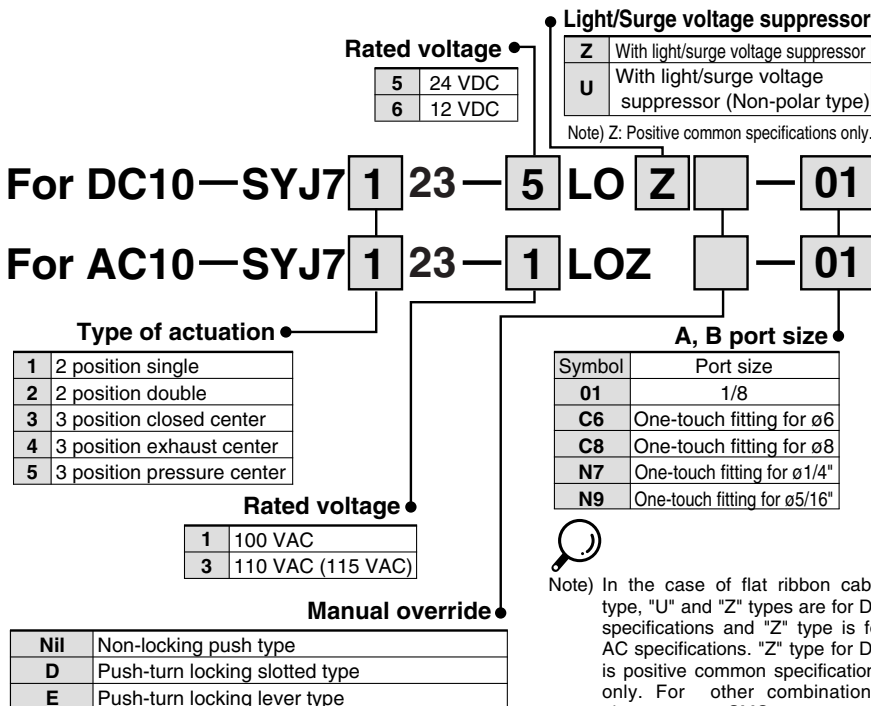 Light/Surge voltage suppressor
Z With light/surge voltage suppressor
U With light/surge voltage suppressor (Non-polar type)
Note) Z: Positive common specifications only.
Rated voltage
5 24 VDC
6 12 VDC
For DC10—SYJ7 1 23— 5 LO Z — 01
For AC10—SYJ7 1 23— 1 LOZ — 01
Type of actuation
1 2 position single
2 2 position double
3 3 position closed center
4 3 position exhaust center
5 3 position pressure center
A, B port size
Symbol Port size
01 1/8
C6 One-touch fitting for ø6
C8 One-touch fitting for ø8
N7 One-touch fitting for ø1/4"
N9 One-touch fitting for ø5/16"
Rated voltage
1 100 VAC
3 110 VAC (115 VAC)
Manual override
Nil Non-locking push type
D Push-turn locking slotted type
E Push-turn locking lever type
Note) In the case of flat ribbon cab
type, "U" and "Z" types are for D
specifications and "Z" type is f
AC specifications. "Z" type for D
is positive common specification
only. For other combination